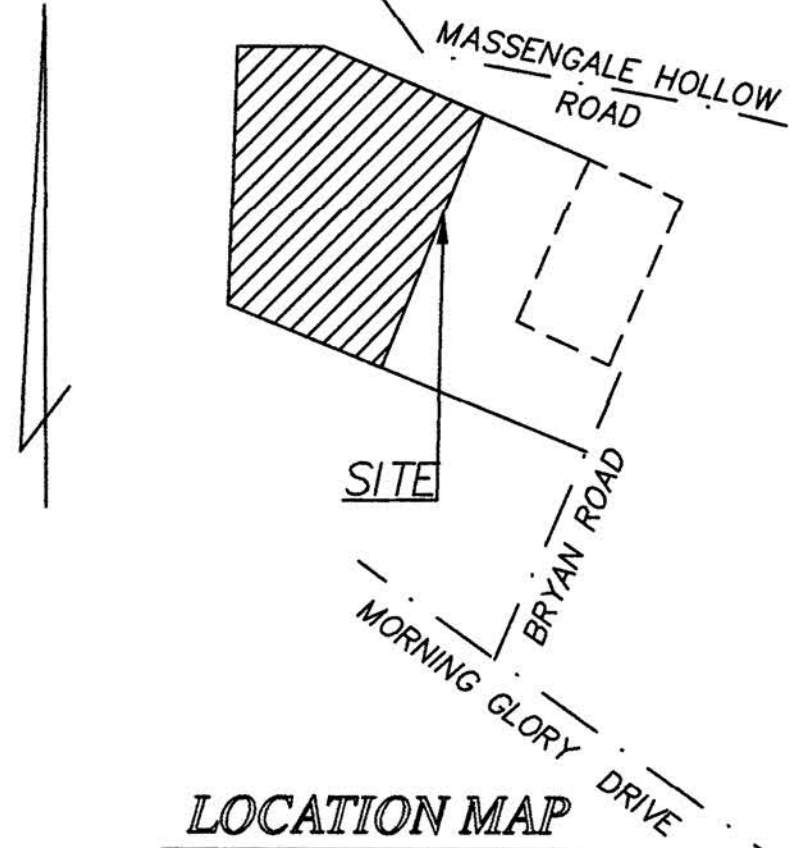 MASSENGALE HOLLOW
ROAD
SITE
BRYAN ROAD
MORNING GLORY DRIVE
LOCATION MAP